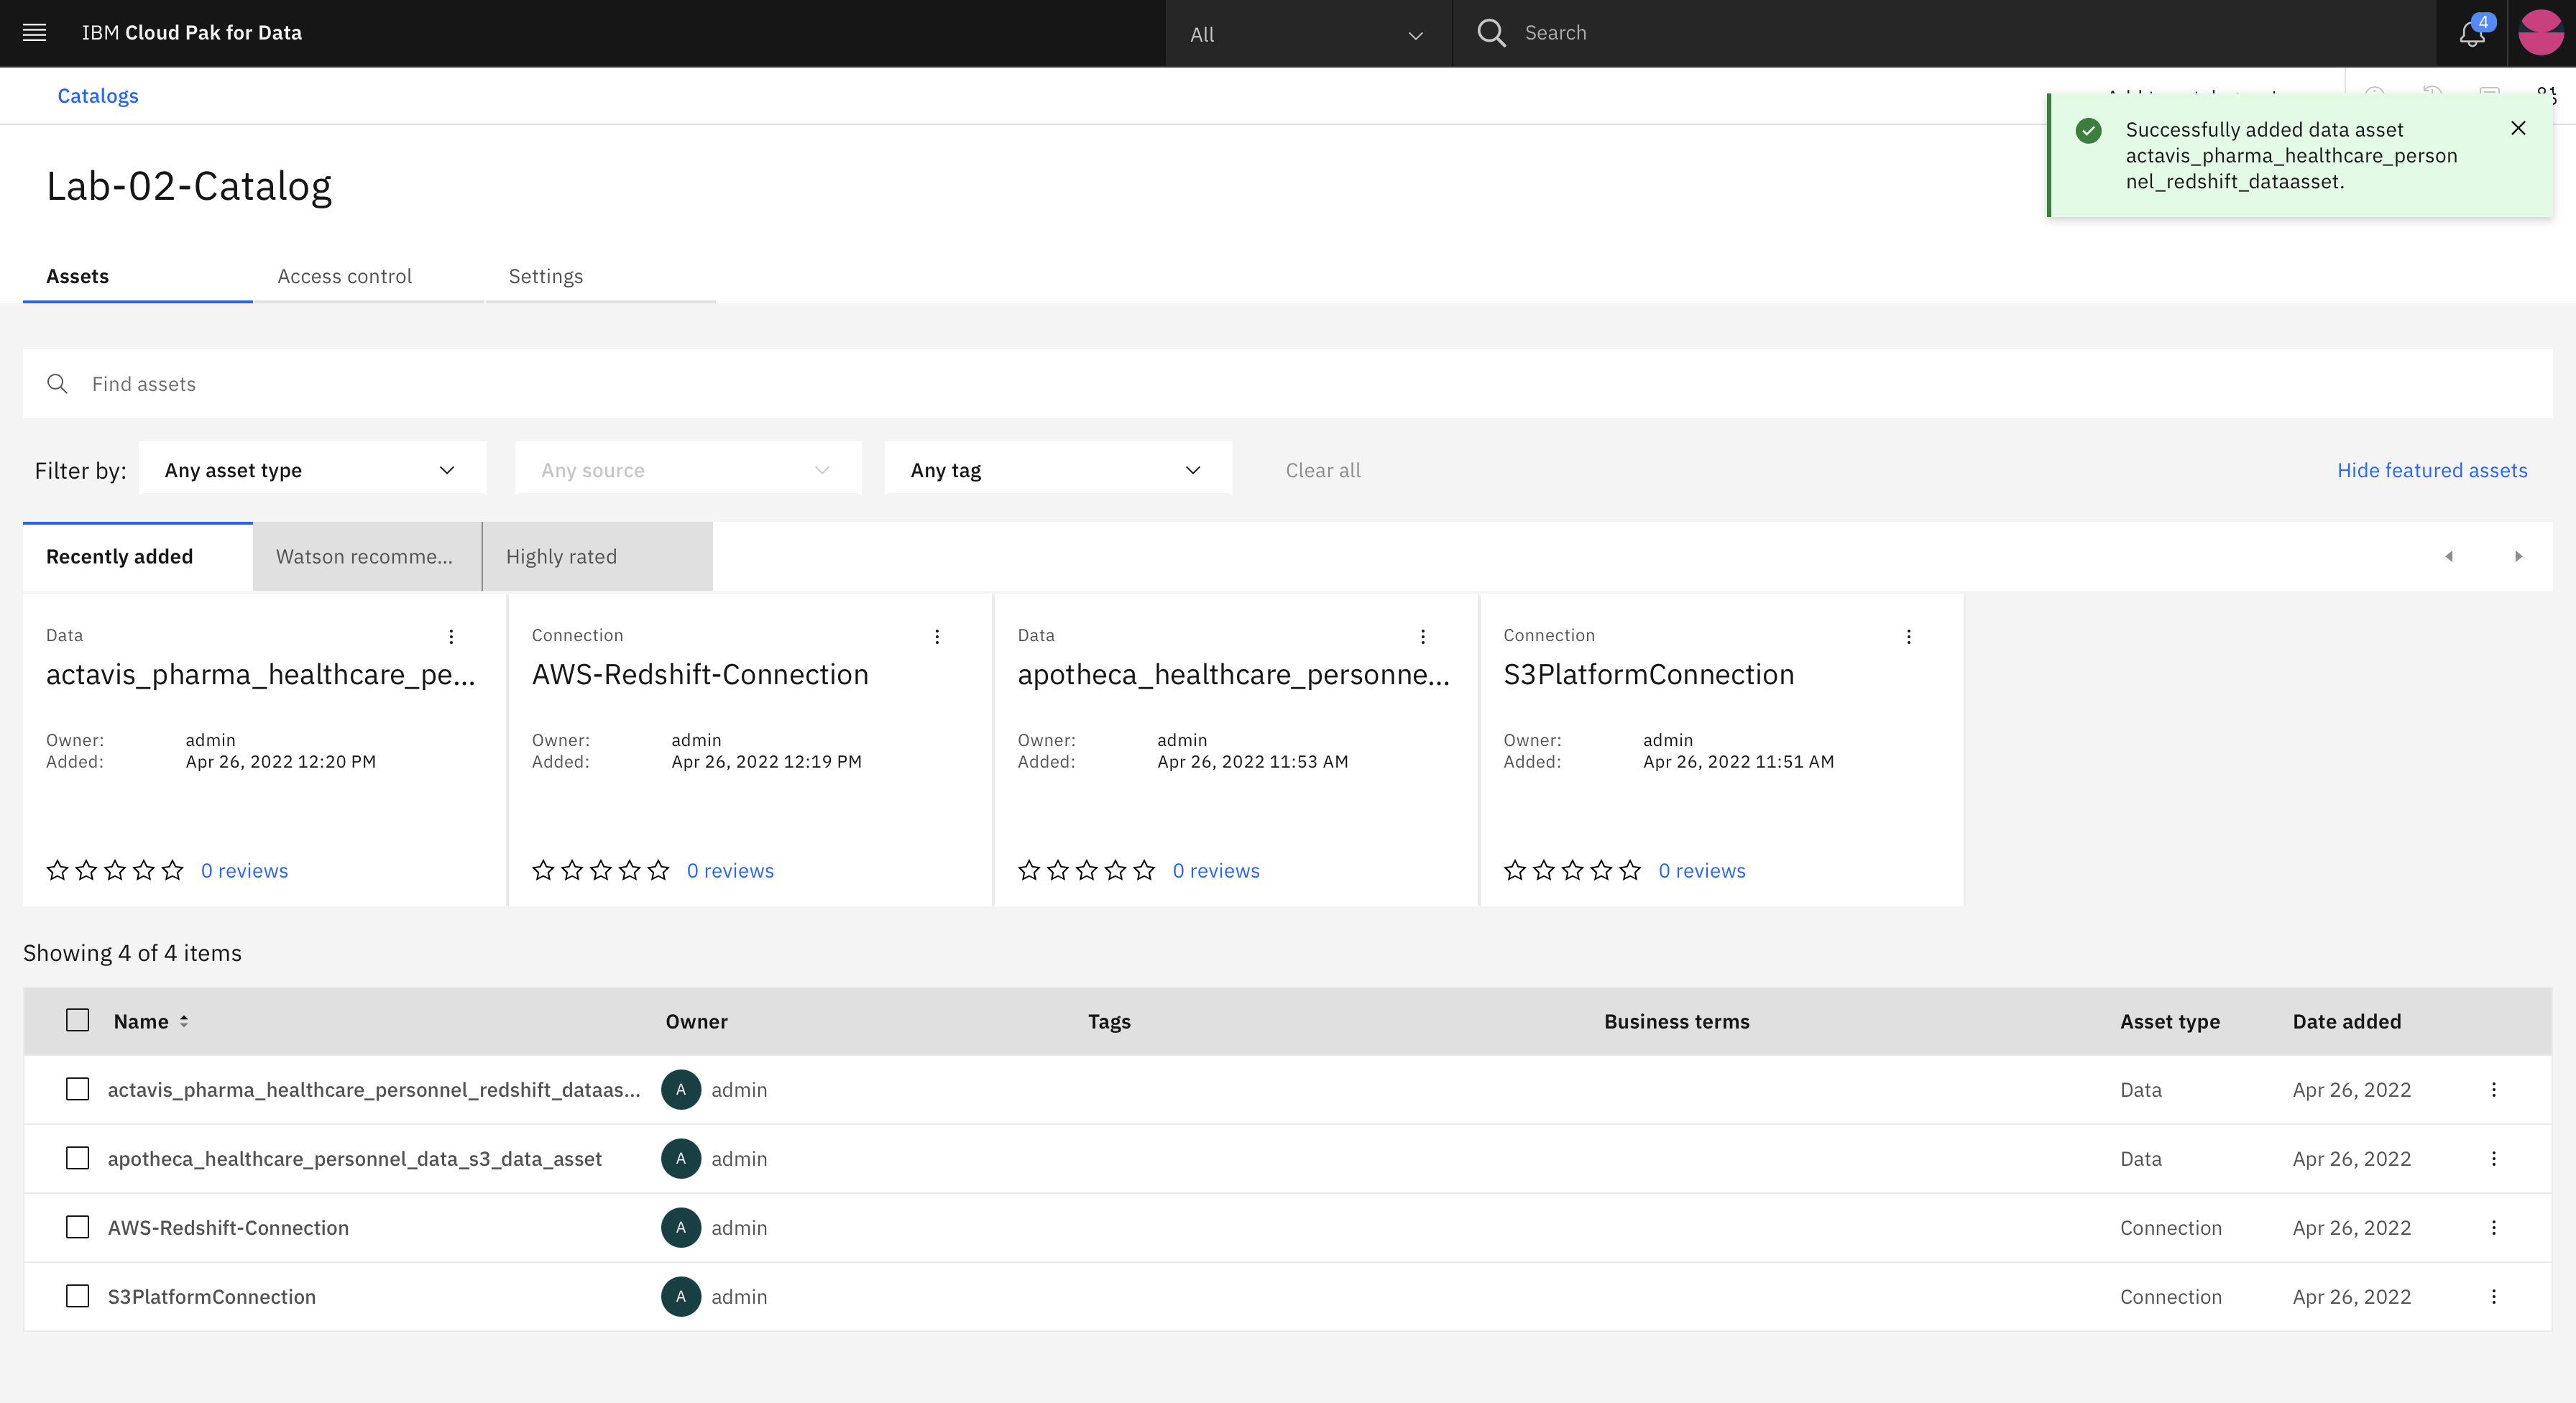 IBM Cloud Pak for Data
All
Search
4
Catalogs
Successfully added data asset
actavis_pharma_healthcare_person
nel_redshift_dataasset.
Lab-02-Catalog
Assets
Access control
Settings
Find assets
Filter by:
Any asset type
Any source
Any tag
Clear all
Hide featured assets
Recently added
Watson recomme...
Highly rated
Data
actavis_pharma_healthcare_pe...
Owner: admin
Added: Apr 26, 2022 12:20 PM
0 reviews
Connection
AWS-Redshift-Connection
Owner: admin
Added: Apr 26, 2022 12:19 PM
0 reviews
Data
apotheca_healthcare_personne...
Owner: admin
Added: Apr 26, 2022 11:53 AM
0 reviews
Connection
S3PlatformConnection
Owner: admin
Added: Apr 26, 2022 11:51 AM
0 reviews
Showing 4 of 4 items
Name Owner Tags Business terms Asset type Date added
actavis_pharma_healthcare_personnel_redshift_dataas... A admin Data Apr 26, 2022
apotheca_healthcare_personnel_data_s3_data_asset A admin Data Apr 26, 2022
AWS-Redshift-Connection A admin Connection Apr 26, 2022
S3PlatformConnection A admin Connection Apr 26, 2022